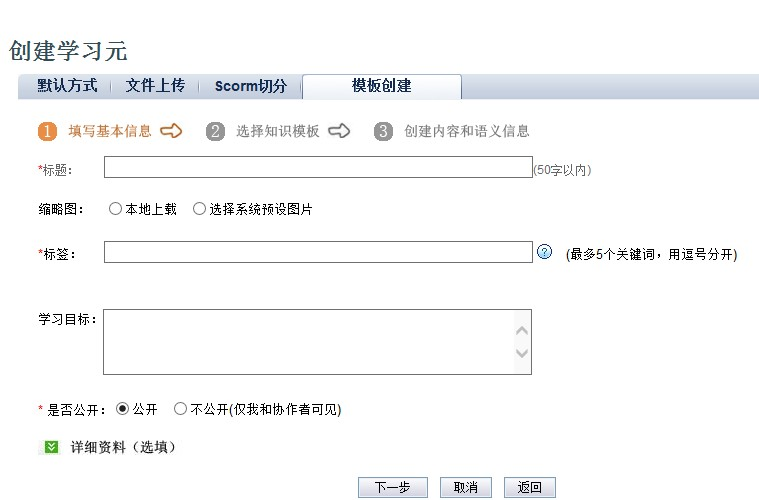 创建学习元
默认方式 文件上传 Scorm切分 模板创建
1 填写基本信息 2 选择知识模板 3 创建内容和语义信息
*标题： (50字以内)
缩略图： 本地上载 选择系统预设图片
*标签： ? (最多5个关键词，用逗号分开)
学习目标：
* 是否公开： 公开 不公开(仅我和协作者可见)
详细资料（选填）
下一步 取消 返回